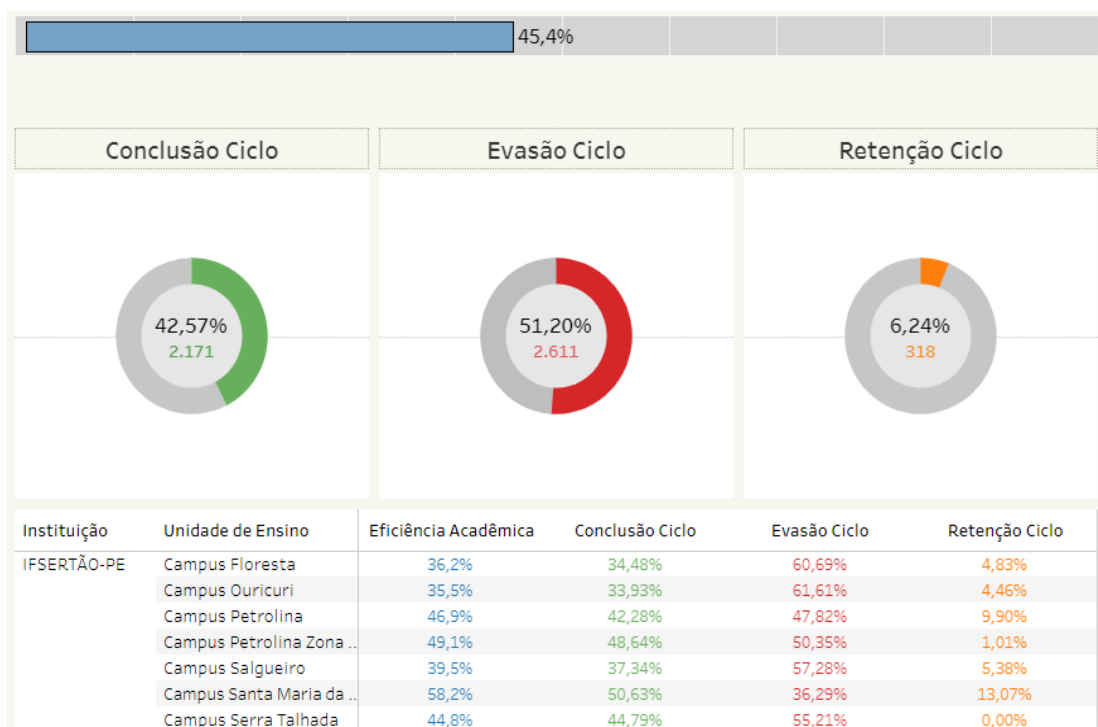 45,4%
Conclusão Ciclo Evasão Ciclo Retenção Ciclo
42,57% 51,20% 6,24%
2.171 2.611 318
Instituição Unidade de Ensino Eficiência Acadêmica Conclusão Ciclo Evasão Ciclo Retenção Ciclo
IFSERTÃO-PE Campus Floresta 36,2% 34,48% 60,69% 4,83%
Campus Ouricuri 35,5% 33,93% 61,61% 4,46%
Campus Petrolina 46,9% 42,28% 47,82% 9,90%
Campus Petrolina Zona .. 49,1% 48,64% 50,35% 1,01%
Campus Salgueiro 39,5% 37,34% 57,28% 5,38%
Campus Santa Maria da .. 58,2% 50,63% 36,29% 13,07%
Campus Serra Talhada 44,8% 44,79% 55,21% 0,00%